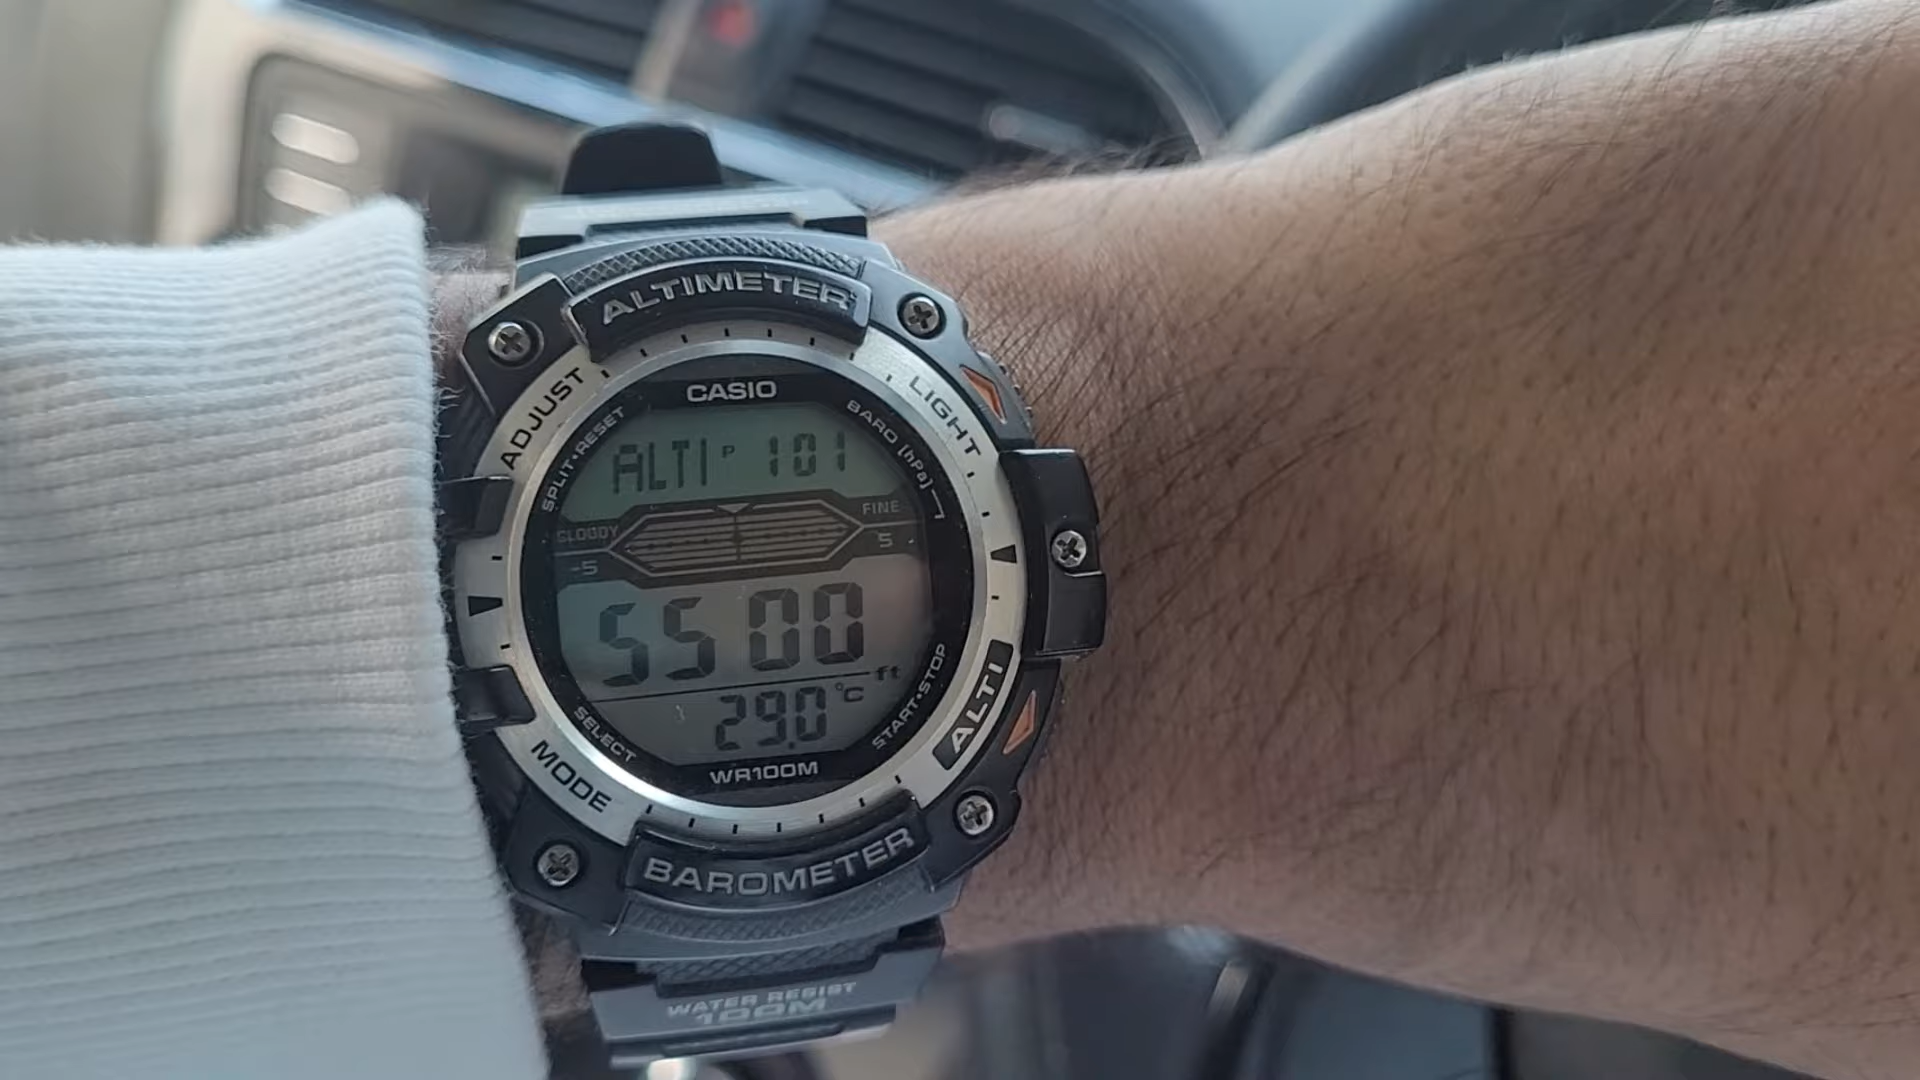 ALTIMETER
ADJUST
LIGHT
CASIO
SPLIT•RESET
BARO [hPa]
ALTI P 101
CLOUDY
FINE
-5
5
5500
ft
29.0 °C
SELECT
START•STOP
ALTI
MODE
WR100M
BAROMETER
WATER RESIST
100M